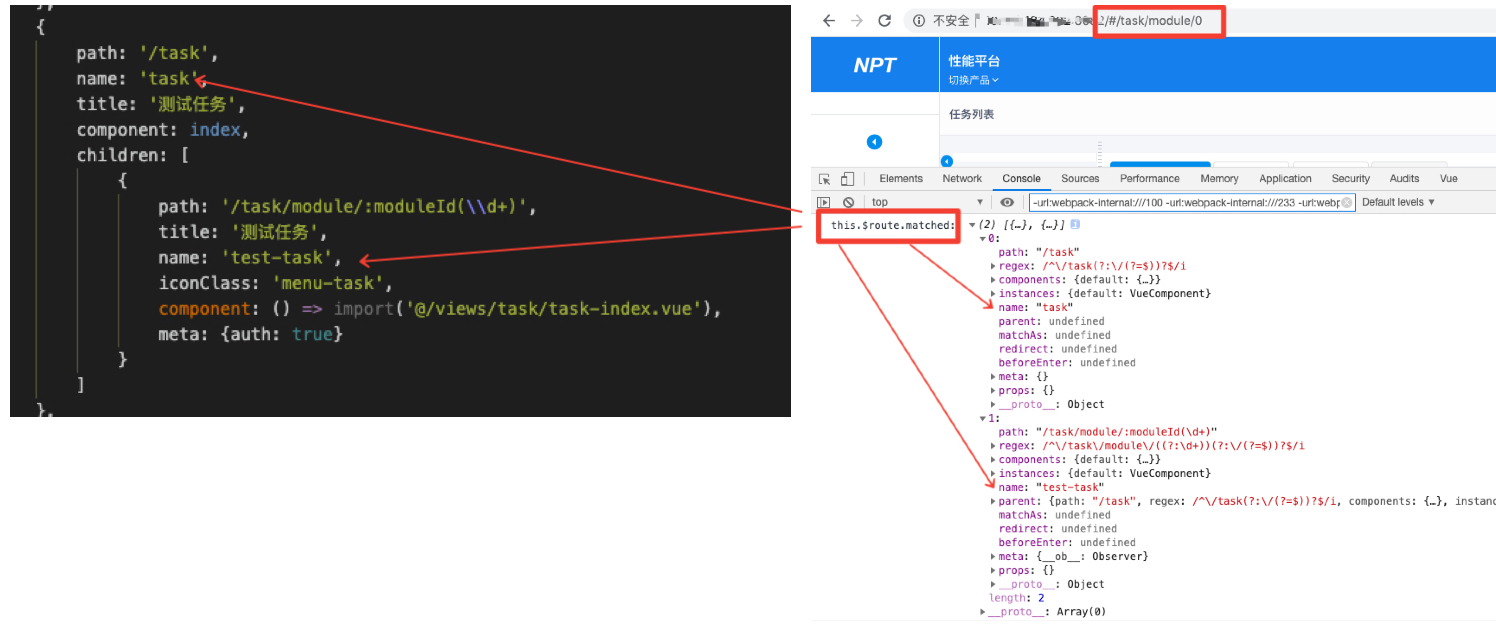 {
path: '/task',
name: 'task',
title: '测试任务',
component: index,
children: [
{
path: '/task/module/:moduleId(\\d+)',
title: '测试任务',
name: 'test-task',
iconClass: 'menu-task',
component: () => import('@/views/task/task-index.vue'),
meta: {auth: true}
}
]
},
不安全
/#/task/module/0
NPT
性能平台
切换产品
任务列表
Elements Network Console Sources Performance Memory Application Security Audits Vue
top
-url:webpack-internal:///100 -url:webpack-internal:///233 -url:webp
Default levels ▼
this.$route.matched:
▼(2) [{…}, {…}]
▼0:
path: "/task"
▶regex: /^\/task(?:\/(?=$))?$/i
▶components: {default: {…}}
▶instances: {default: VueComponent}
name: "task"
parent: undefined
matchAs: undefined
redirect: undefined
beforeEnter: undefined
▶meta: {}
▶props: {}
▶__proto__: Object
▼1:
path: "/task/module/:moduleId(\d+)"
▶regex: /^\/task\/module\/((?:\d+))(?:\/(?=$))?$/i
▶components: {default: {…}}
▶instances: {default: VueComponent}
name: "test-task"
▶parent: {path: "/task", regex: /^\/task(?:\/(?=$))?$/i, components: {…}, instanc
matchAs: undefined
redirect: undefined
beforeEnter: undefined
▶meta: {__ob__: Observer}
▶props: {}
▶__proto__: Object
length: 2
▶__proto__: Array(0)